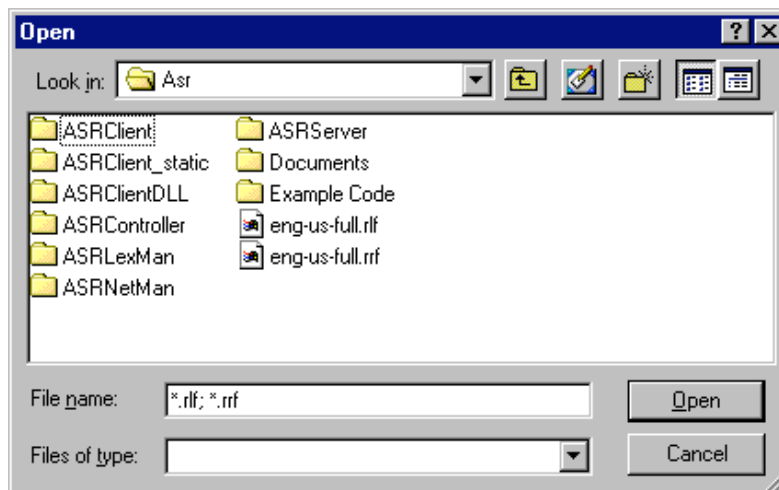 Open
Look in: Asr
ASRClient
ASRClient_static
ASRClientDLL
ASRController
ASRLexMan
ASRNetMan
ASRServer
Documents
Example Code
eng-us-full.rlf
eng-us-full.rrf
File name: *.rlf; *.rrf
Open
Files of type:
Cancel